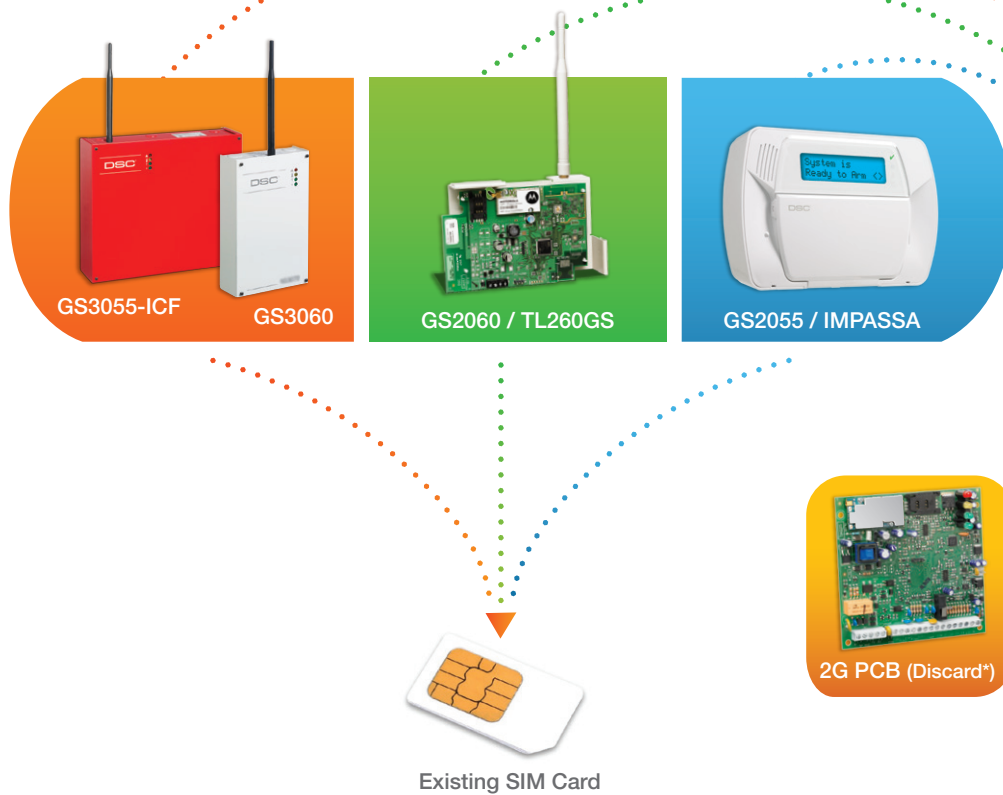 DSC
DSC
GS3055-ICF
GS3060
GS2060 / TL260GS
System is
Ready to Arm <>
DSC
GS2055 / IMPASSA
2G PCB (Discard*)
Existing SIM Card